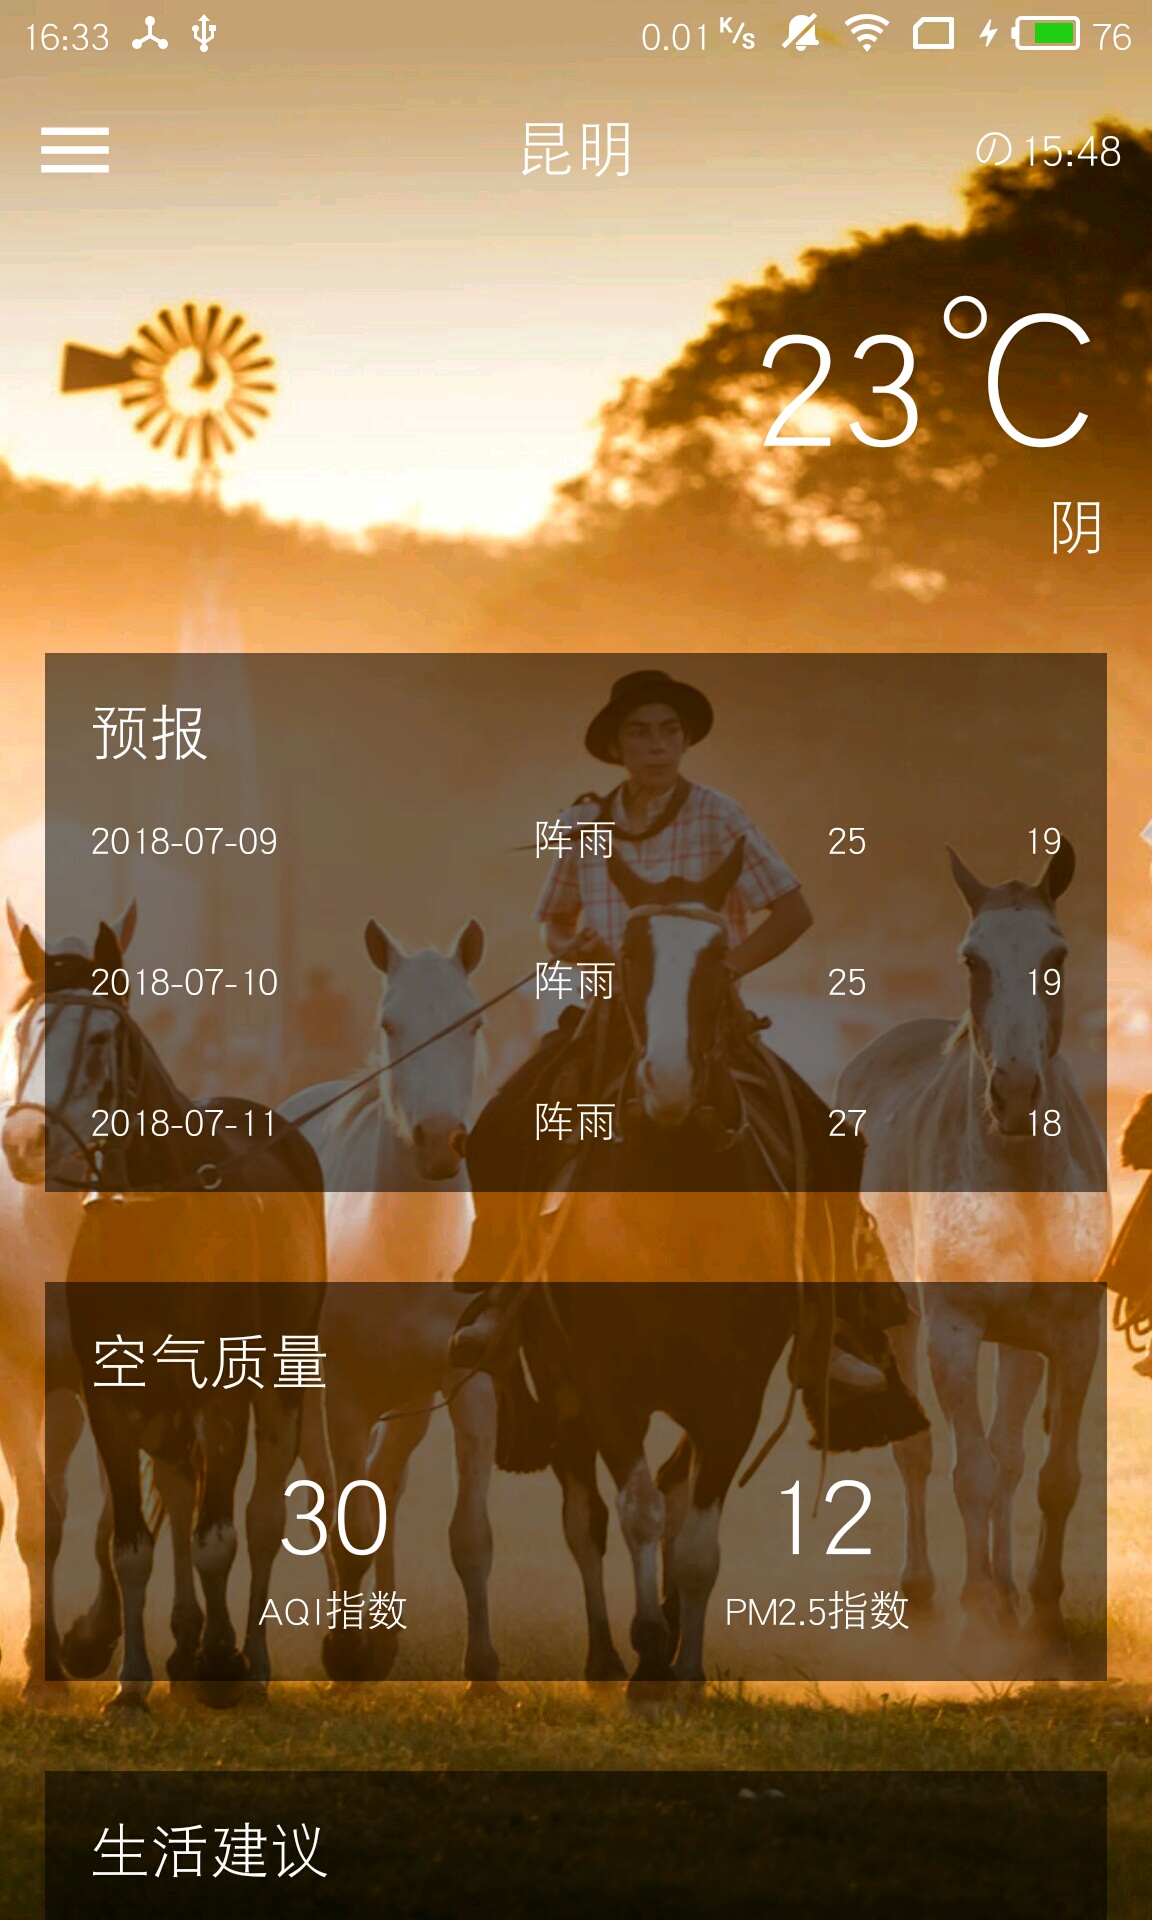 16:33 0.01 K/s 76
昆明 の 15:48
23℃
阴
预报
2018-07-09 阵雨 25 19
2018-07-10 阵雨 25 19
2018-07-11 阵雨 27 18
空气质量
30 12
AQI指数 PM2.5指数
生活建议